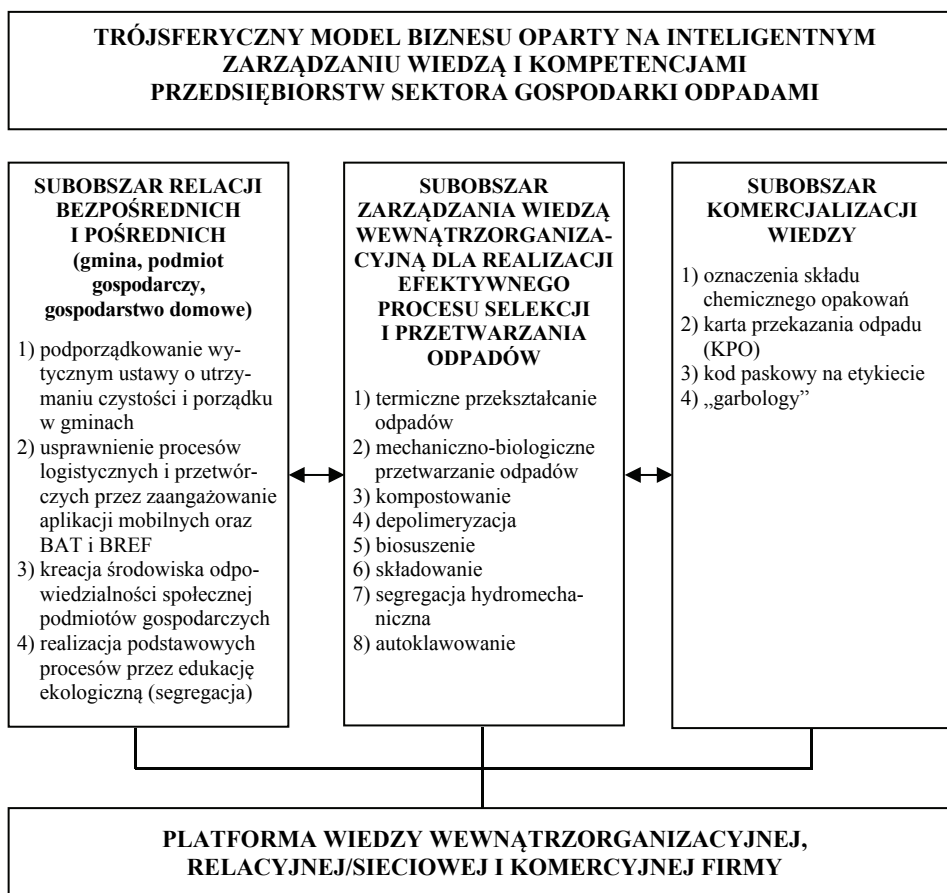 TRÓJSFERYCZNY MODEL BIZNESU OPARTY NA INTELIGENTNYM
ZARZĄDZANIU WIEDZĄ I KOMPETENCJAMI
PRZEDSIĘBIORSTW SEKTORA GOSPODARKI ODPADAMI
SUBOBSZAR RELACJI
BEZPOŚREDNICH
I POŚREDNICH
(gmina, podmiot
gospodarczy,
gospodarstwo domowe)
1) podporządkowanie wy-
tycznym ustawy o utrzy-
maniu czystości i porządku
w gminach
2) usprawnienie procesów
logistycznych i przetwór-
czych przez zaangażowanie
aplikacji mobilnych oraz
BAT i BREF
3) kreacja środowiska odpo-
wiedzialności społecznej
podmiotów gospodarczych
4) realizacja podstawowych
procesów przez edukację
ekologiczną (segregacja)
SUBOBSZAR
ZARZĄDZANIA WIEDZĄ
WEWNĄTRZORGANIZA-
CYJNĄ DLA REALIZACJI
EFEKTYWNEGO
PROCESU SELEKCJI
I PRZETWARZANIA
ODPADÓW
1) termiczne przekształcanie
odpadów
2) mechaniczno-biologiczne
przetwarzanie odpadów
3) kompostowanie
4) depolimeryzacja
5) biosuszenie
6) składowanie
7) segregacja hydromecha-
niczna
8) autoklawowanie
SUBOBSZAR
KOMERCJALIZACJI
WIEDZY
1) oznaczenia składu
chemicznego opakowań
2) karta przekazania odpadu
(KPO)
3) kod paskowy na etykiecie
4) „garbology”
PLATFORMA WIEDZY WEWNĄTRZORGANIZACYJNEJ,
RELACYJNEJ/SIECIOWEJ I KOMERCYJNEJ FIRMY